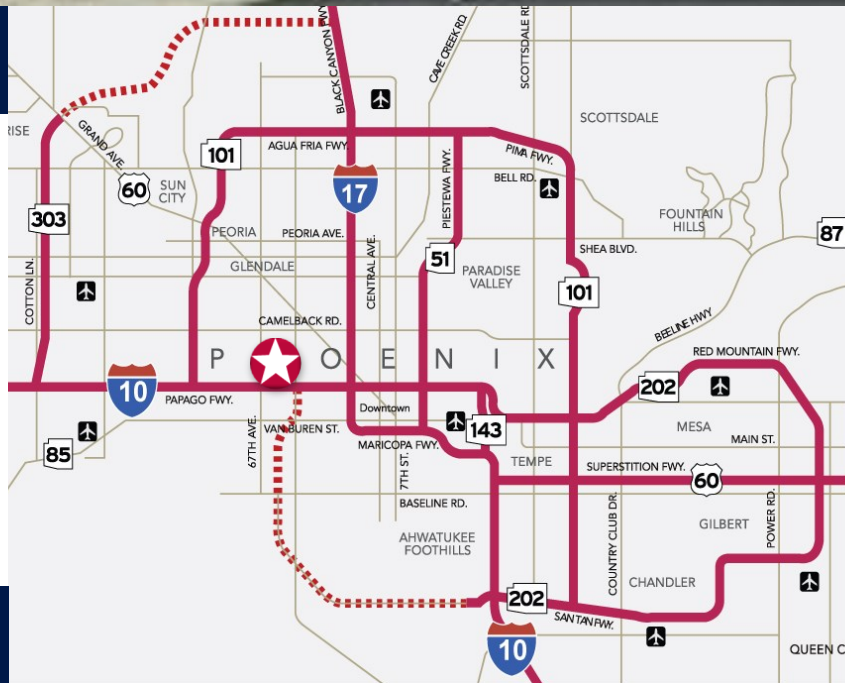 BLACK CANYON FWY.
CAVE CREEK RD.
SCOTTSDALE RD.
RISE
GRAND AVE.
60
SUN
CITY
101
AGUA FRIA FWY.
17
PIESTEWA FWY.
PIMA FWY.
BELL RD.
SCOTTSDALE
303
PEORIA
PEORIA AVE.
GLENDALE
CENTRAL AVE.
51
PARADISE
VALLEY
SHEA BLVD.
FOUNTAIN
HILLS
87
101
COTTON LN.
CAMELBACK RD.
BEELINE HWY
P OENIX
RED MOUNTAIN FWY.
10
PAPAGO FWY.
202
Downtown
67TH AVE.
VAN BUREN ST.
143
MESA
85
MARICOPA FWY.
7TH ST.
MAIN ST.
TEMPE
SUPERSTITION FWY.
60
BASELINE RD.
COUNTRY CLUB DR.
POWER RD.
AHWATUKEE
FOOTHILLS
GILBERT
CHANDLER
202
SAN TAN FWY.
10
QUEEN C